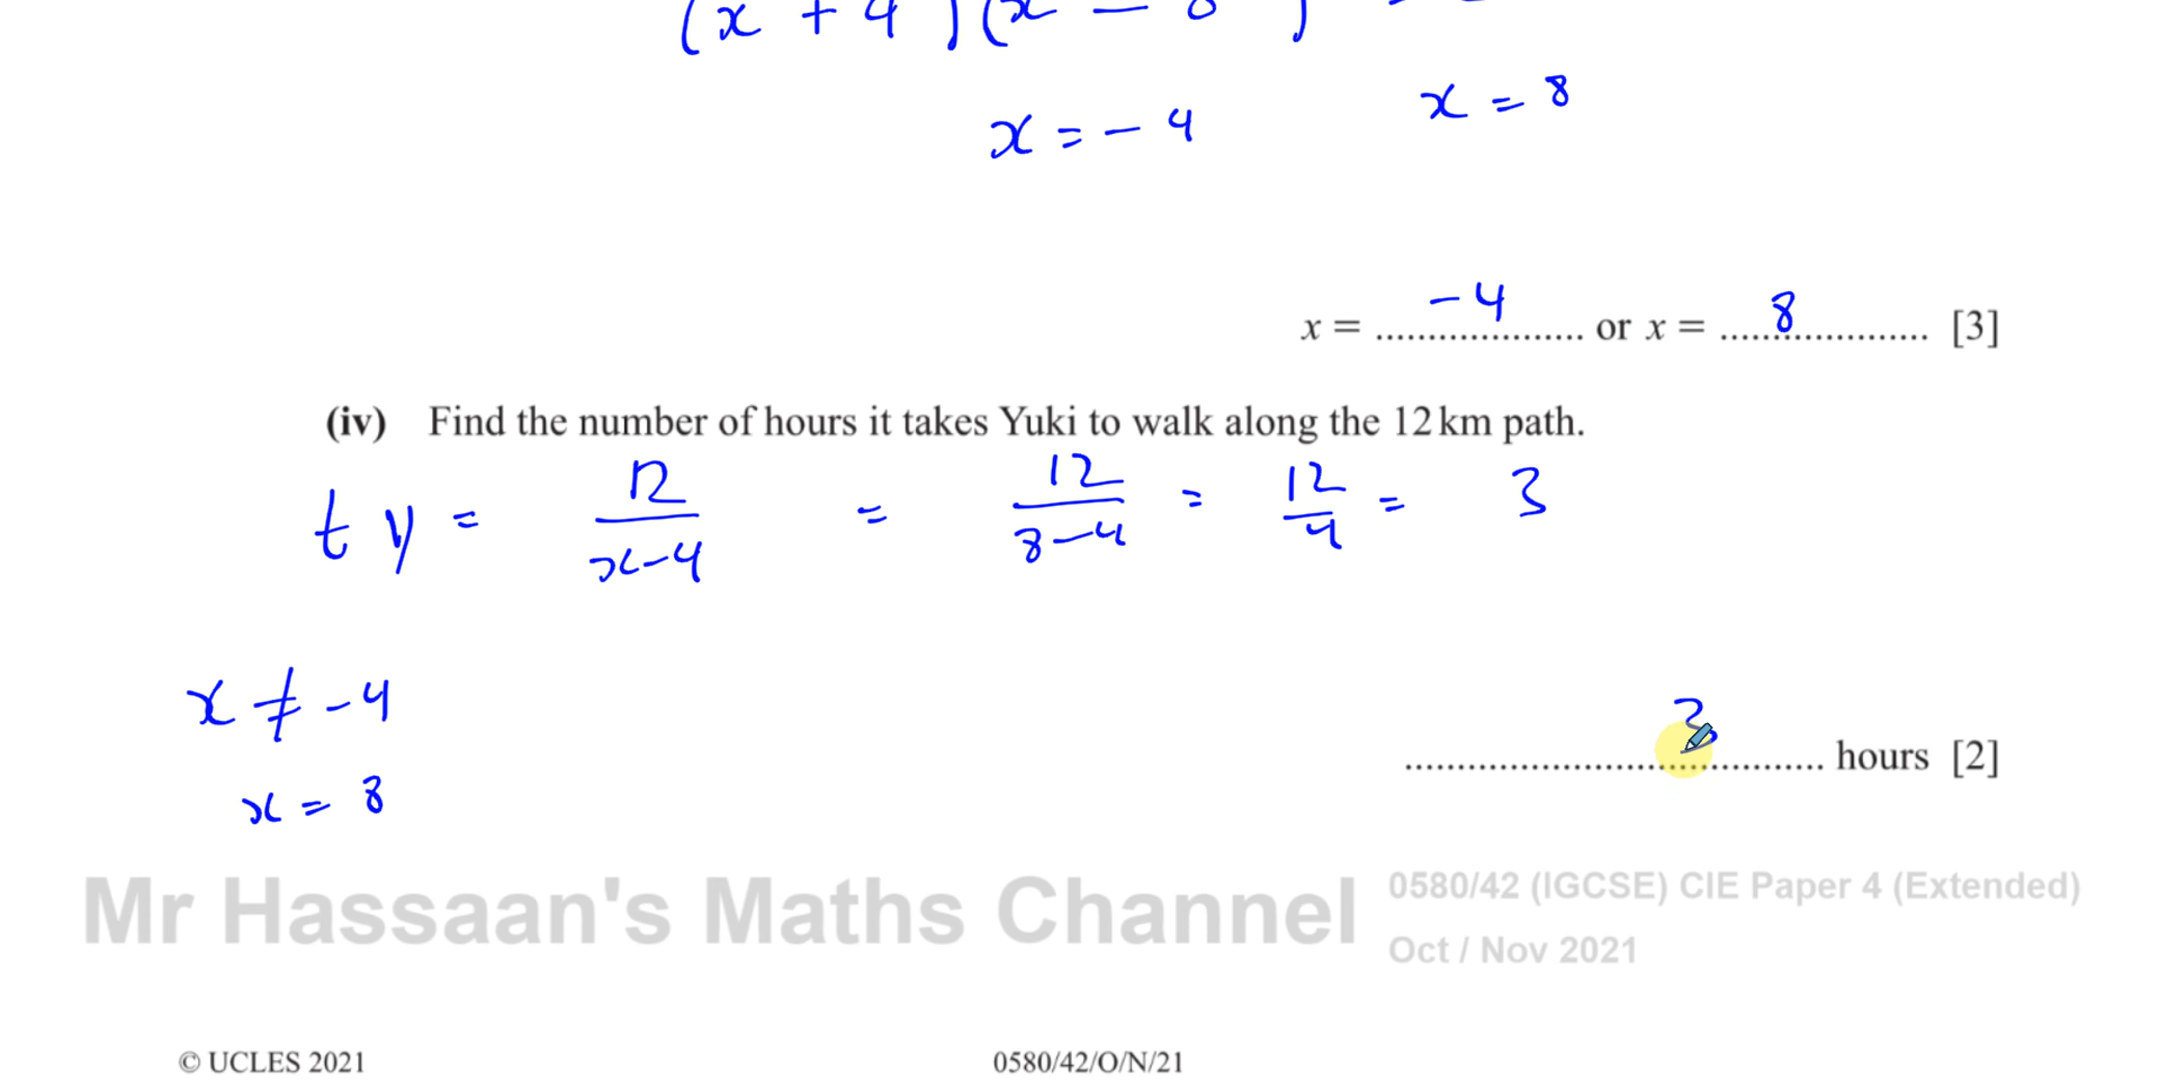 (x + 4)(x - 8)
x = -4    x = 8
x = -4 or x = 8 [3]
(iv) Find the number of hours it takes Yuki to walk along the 12 km path.
ty = 12/(x-4) = 12/(8-4) = 12/4 = 3
x ≠ -4
3 hours [2]
x = 8
Mr Hassaan's Maths Channel
0580/42 (IGCSE) CIE Paper 4 (Extended)
Oct / Nov 2021
© UCLES 2021
0580/42/O/N/21